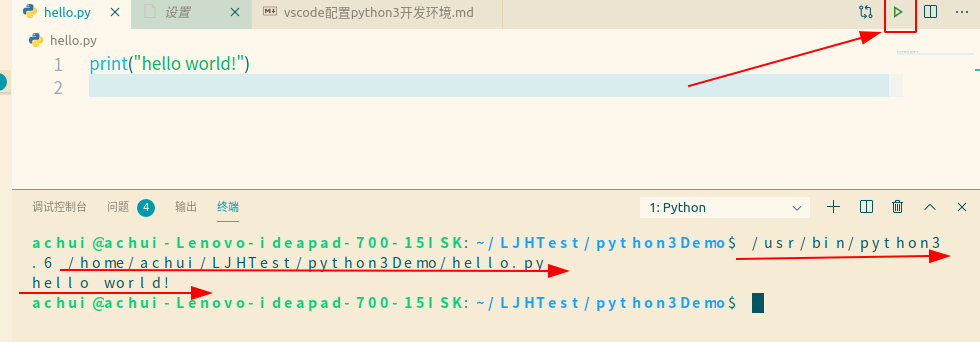 hello.py 设置 vscode配置python3开发环境.md
hello.py
1 print("hello world!")
2
调试控制台 问题 4 输出 终端 1: Python
achui@achui-Lenovo-ideapad-700-15ISK:~/LJHTest/python3Demo$ /usr/bin/python3
.6 /home/achui/LJHTest/python3Demo/hello.py
hello world!
achui@achui-Lenovo-ideapad-700-15ISK:~/LJHTest/python3Demo$